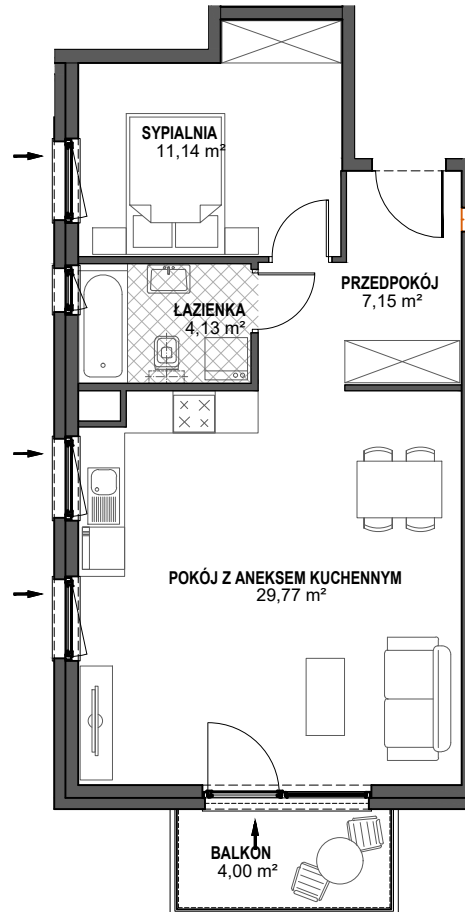 SYPIALNIA
11,14 m²
PRZEDPOKÓJ
7,15 m²
ŁAZIENKA
4,13 m²
POKÓJ Z ANEKSEM KUCHENNYM
29,77 m²
BALKON
4,00 m²